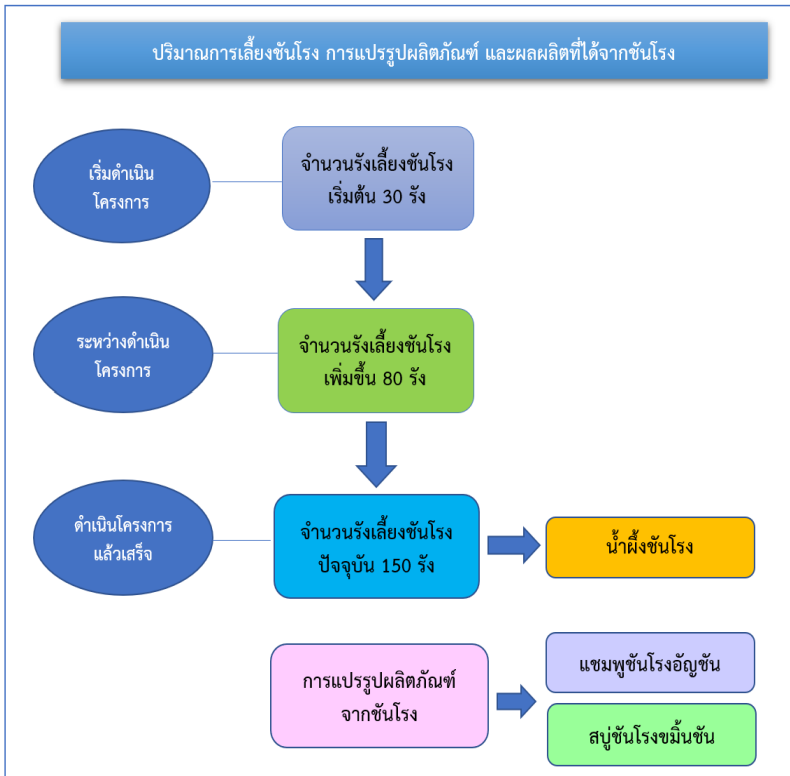 ปริมาณการเลี้ยงชันโรง การแปรรูปผลิตภัณฑ์ และผลผลิตที่ได้จากชันโรง
เริ่มดำเนิน
โครงการ
จำนวนรังเลี้ยงชันโรง
เริ่มต้น 30 รัง
ระหว่างดำเนิน
โครงการ
จำนวนรังเลี้ยงชันโรง
เพิ่มขึ้น 80 รัง
ดำเนินโครงการ
แล้วเสร็จ
จำนวนรังเลี้ยงชันโรง
ปัจจุบัน 150 รัง
น้ำผึ้งชันโรง
การแปรรูปผลิตภัณฑ์
จากชันโรง
แชมพูชันโรงอัญชัน
สบู่ชันโรงขมิ้นชัน